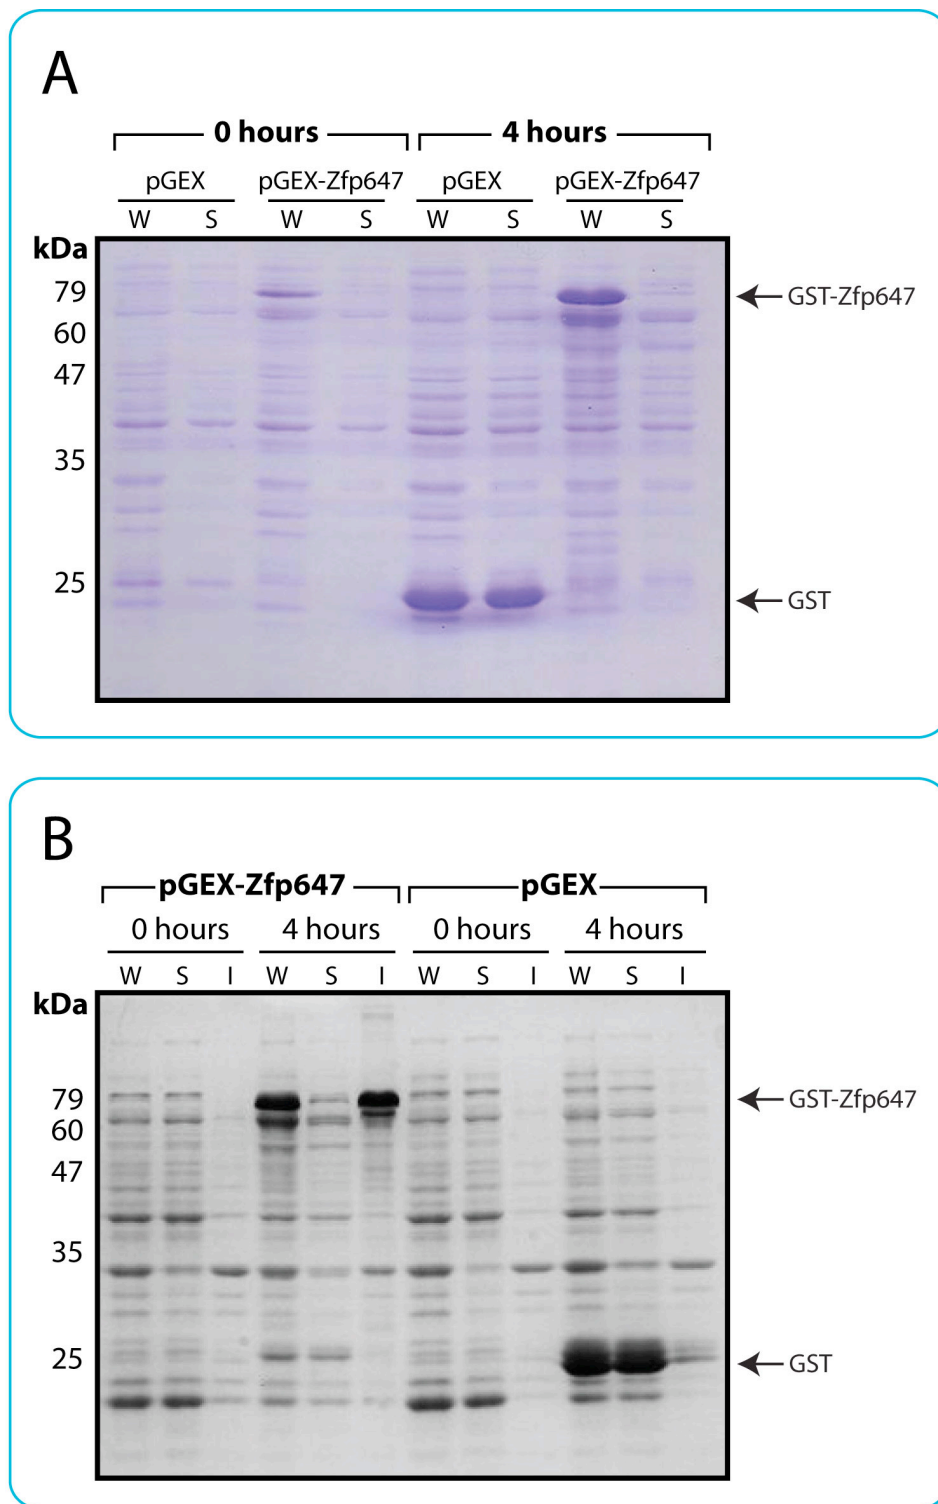 A
0 hours 4 hours
pGEX pGEX-Zfp647 pGEX pGEX-Zfp647
W S W S W S W S
kDa
79
GST-Zfp647
60
47
35
25
GST
B
pGEX-Zfp647 pGEX
0 hours 4 hours 0 hours 4 hours
W S I W S I W S I W S I
kDa
79
GST-Zfp647
60
47
35
25
GST